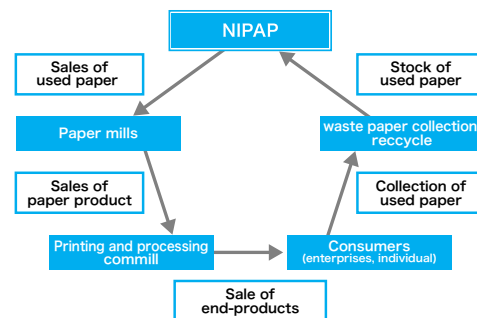 NIPAP
Sales of
used paper
Stock of
used paper
Paper mills
waste paper collection
reccycle
Sales of
paper product
Collection of
used paper
Printing and processing
commill
Consumers
(enterprises, individual)
Sale of
end-products